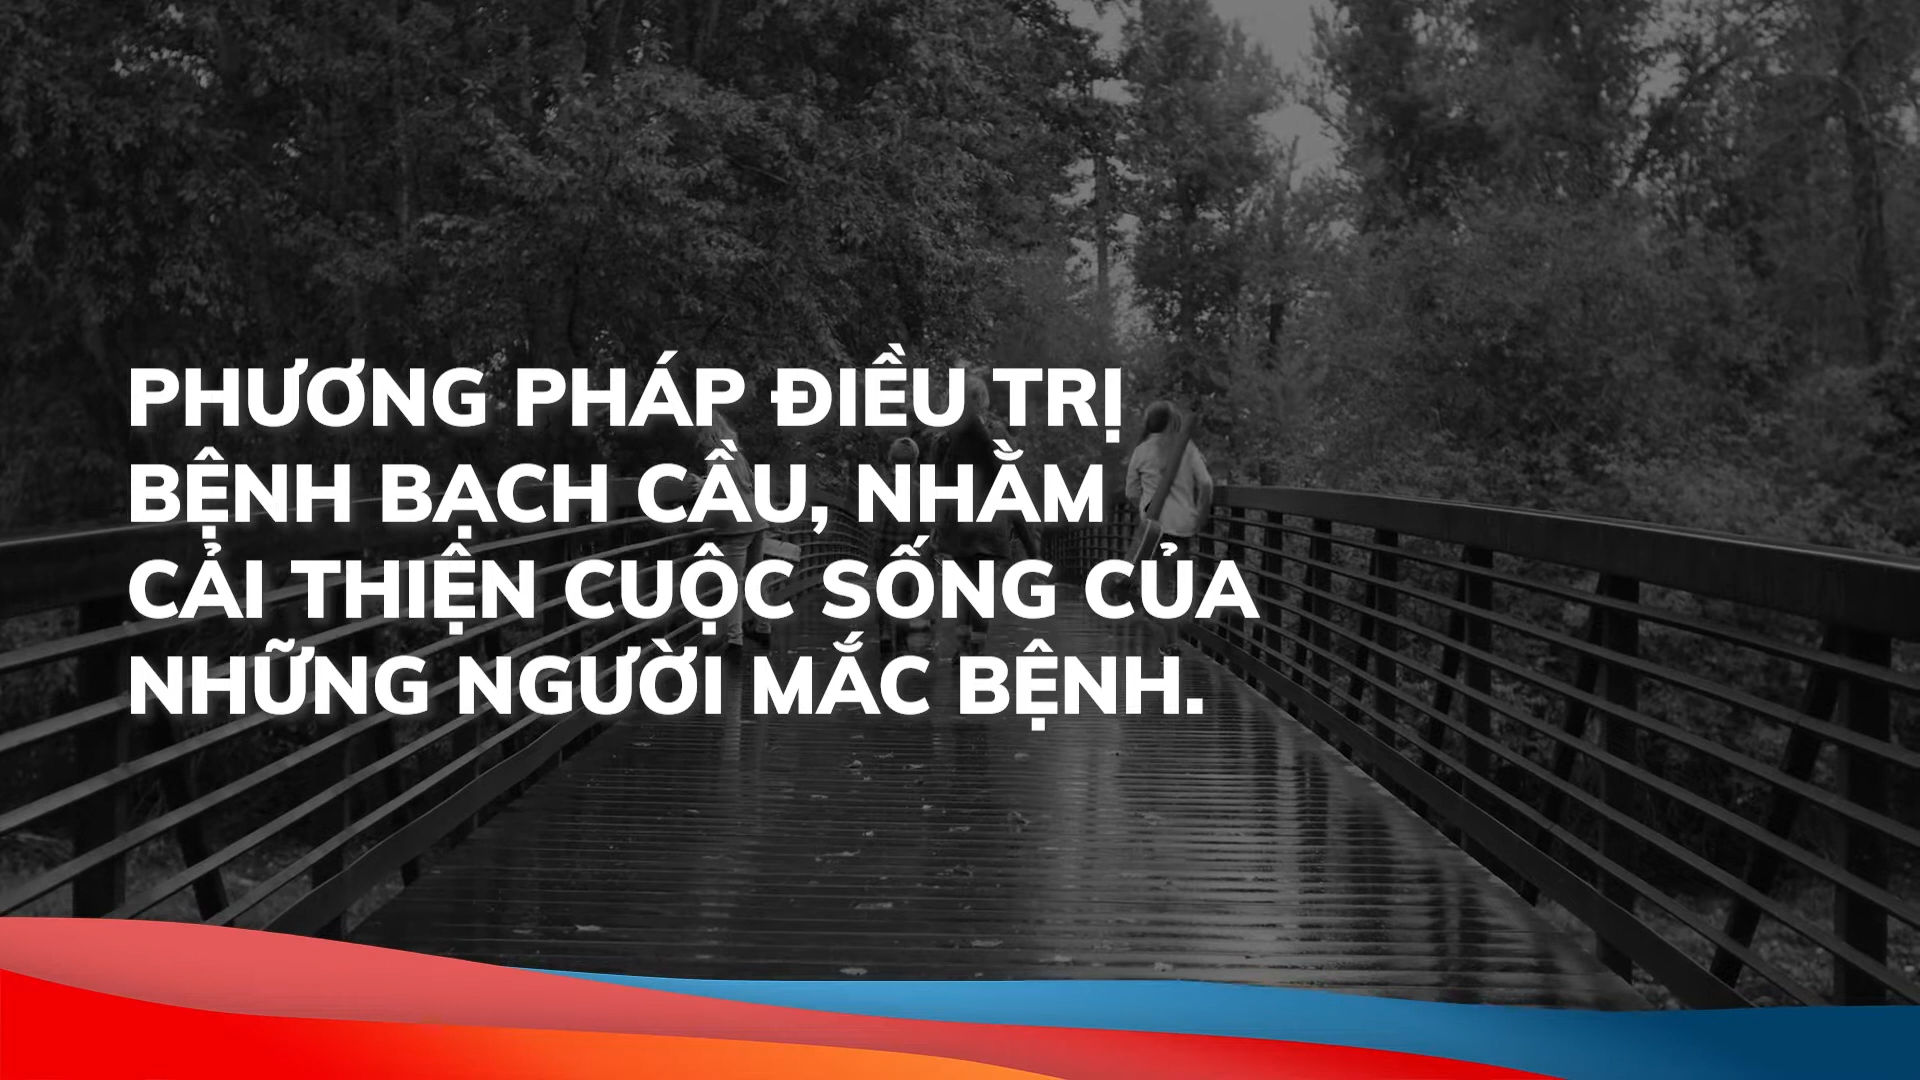 PHƯƠNG PHÁP ĐIỀU TRỊ
BỆNH BẠCH CẦU, NHẰM
CẢI THIỆN CUỘC SỐNG CỦA
NHỮNG NGƯỜI MẮC BỆNH.